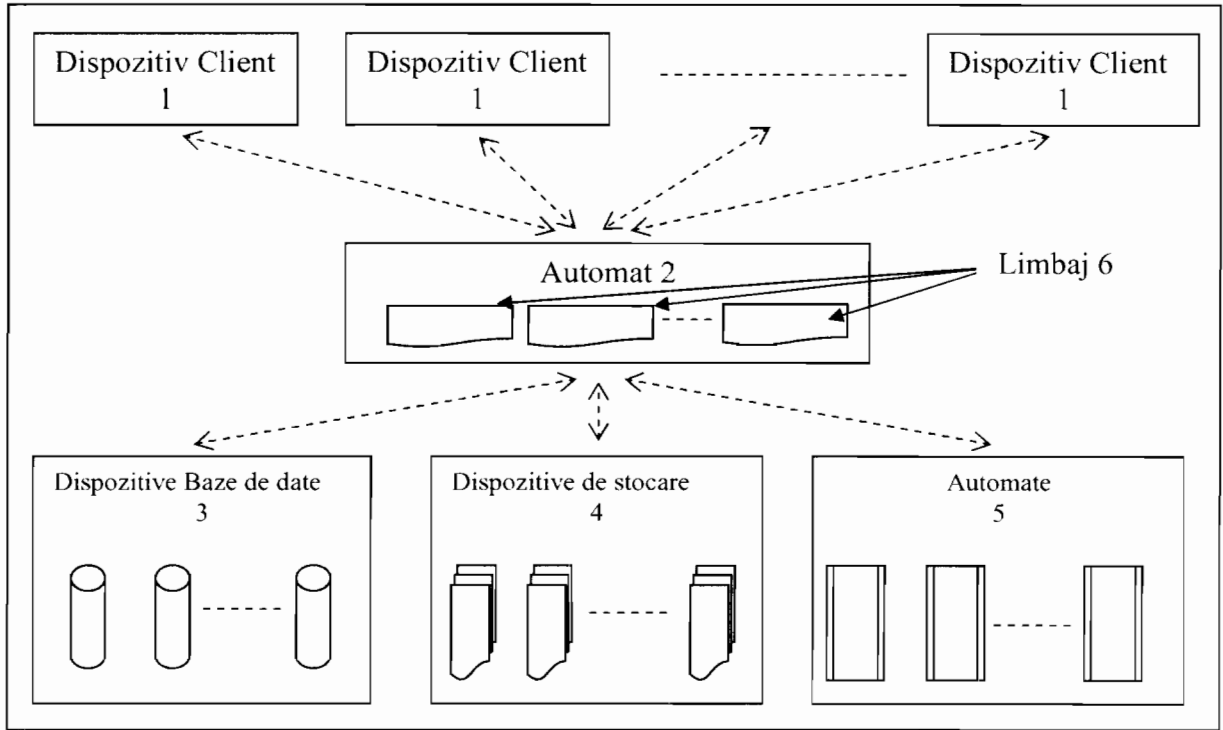 Dispozitiv Client
1
Dispozitiv Client
1
Dispozitiv Client
1
Automat 2
Limbaj 6
Dispozitive Baze de date
3
Dispozitive de stocare
4
Automate
5